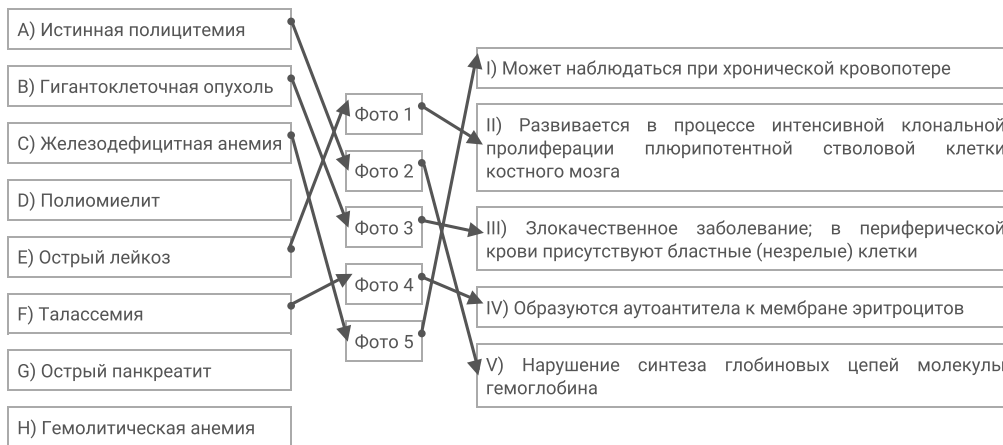 A) Истинная полицитемия
B) Гигантоклеточная опухоль
C) Железодефицитная анемия
D) Полиомиелит
E) Острый лейкоз
F) Талассемия
G) Острый панкреатит
H) Гемолитическая анемия
Фото 1
Фото 2
Фото 3
Фото 4
Фото 5
I) Может наблюдаться при хронической кровопотере
II) Развивается в процессе интенсивной клональной
пролиферации плюрипотентной стволовой клетки
костного мозга
III) Злокачественное заболевание; в периферической
крови присутствуют бластные (незрелые) клетки
IV) Образуются аутоантитела к мембране эритроцитов
V) Нарушение синтеза глобиновых цепей молекулы
гемоглобина